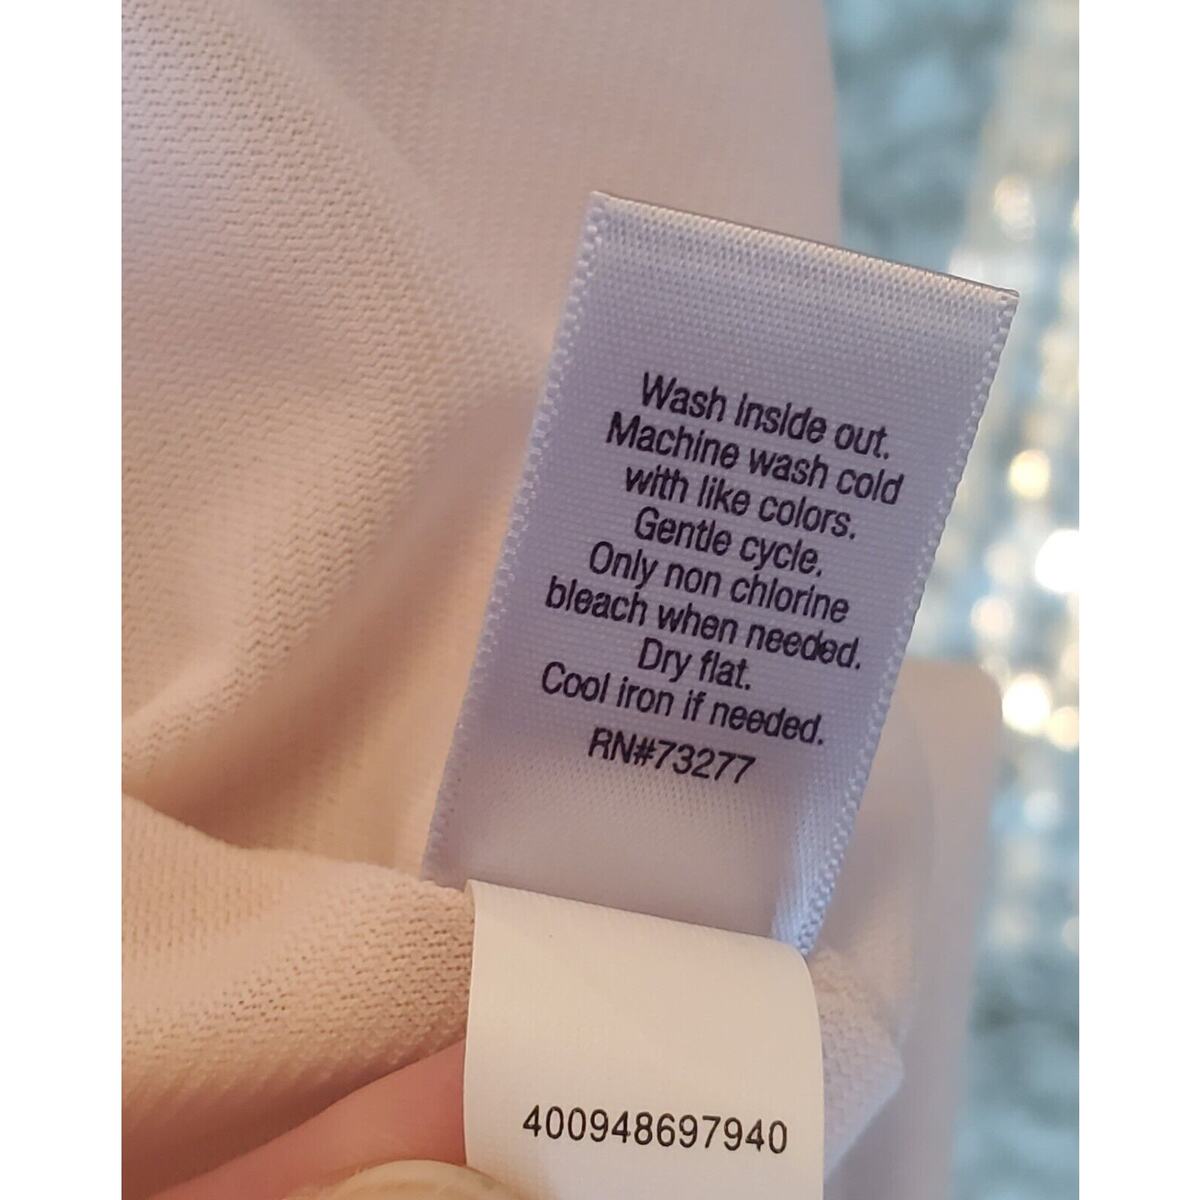 Wash inside out.
Machine wash cold
with like colors.
Gentle cycle.
Only non chlorine
bleach when needed.
Dry flat.
Cool iron if needed.
RN#73277
400948697940